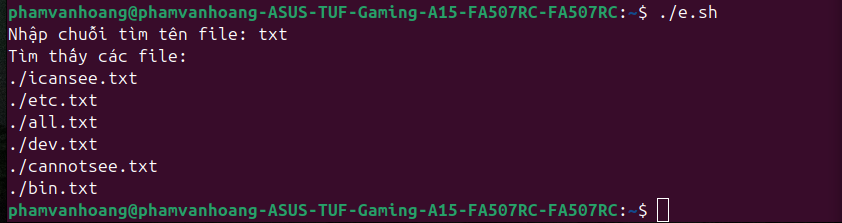 phamvanhoang@phamvanhoang-ASUS-TUF-Gaming-A15-FA507RC-FA507RC:~$ ./e.sh
Nhập chuỗi tìm tên file: txt
Tìm thấy các file:
./icansee.txt
./etc.txt
./all.txt
./dev.txt
./cannotsee.txt
./bin.txt
phamvanhoang@phamvanhoang-ASUS-TUF-Gaming-A15-FA507RC-FA507RC:~$